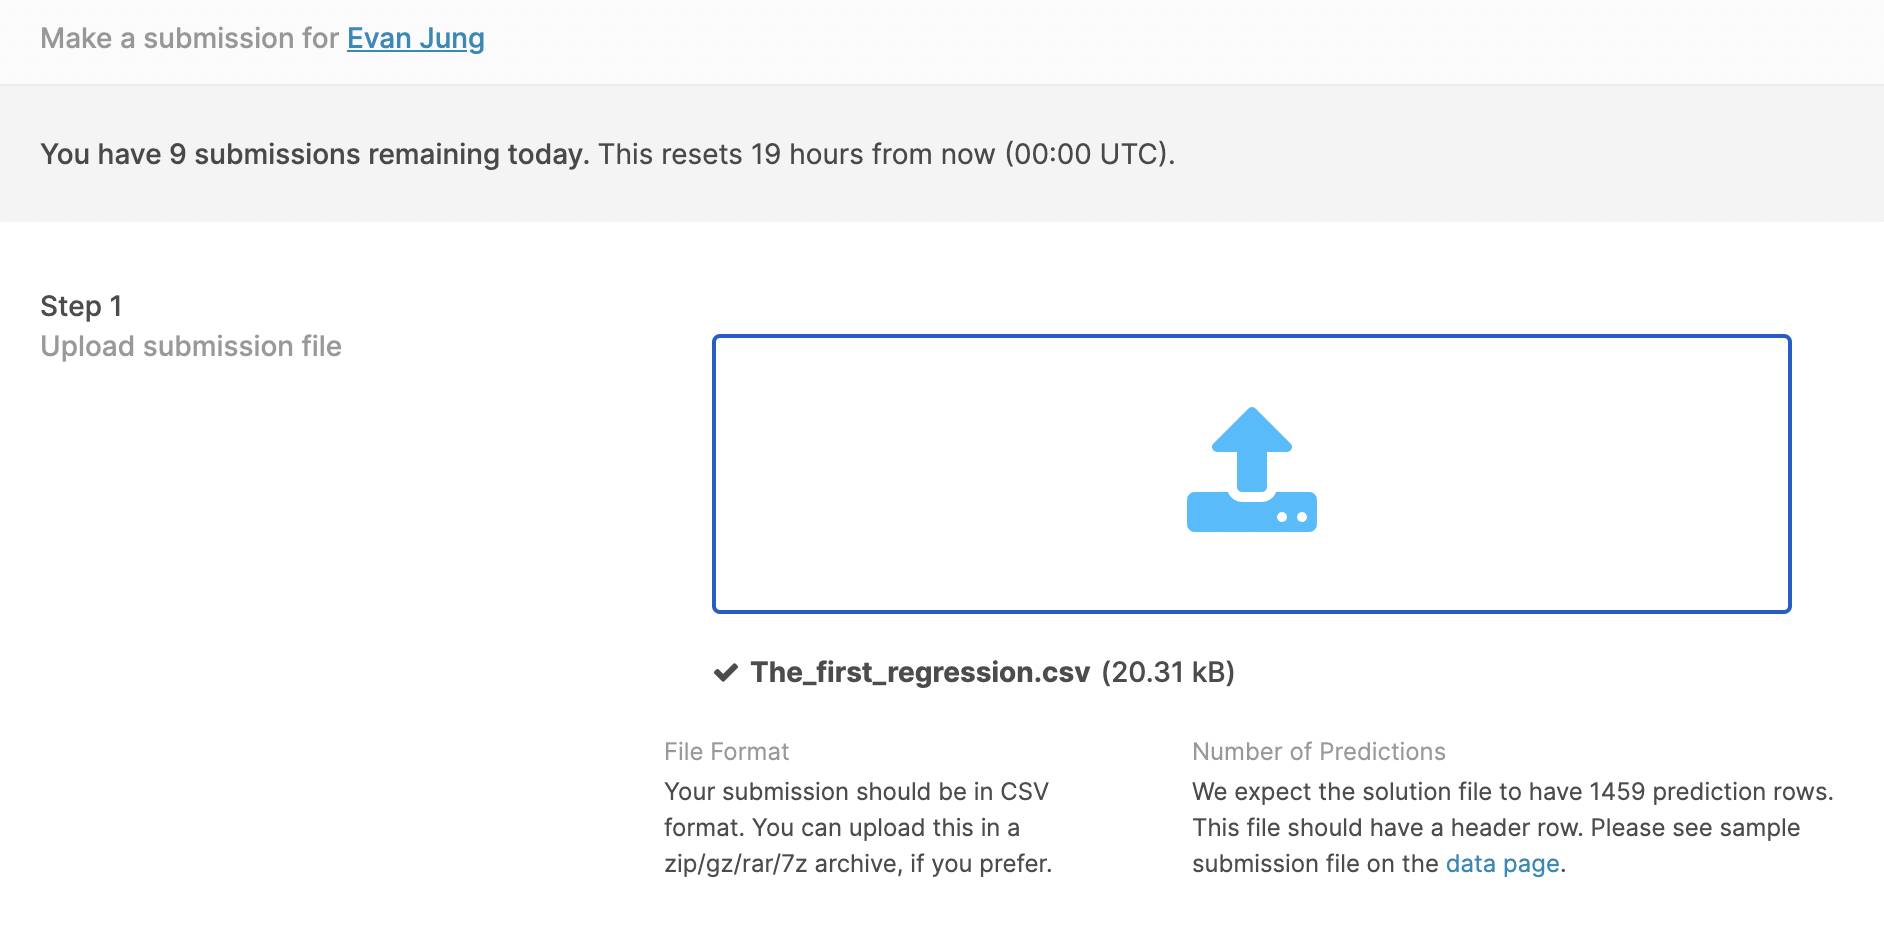 Make a submission for Evan Jung
You have 9 submissions remaining today. This resets 19 hours from now (00:00 UTC).
Step 1
Upload submission file
The_first_regression.csv (20.31 kB)
File Format
Your submission should be in CSV
format. You can upload this in a
zip/gz/rar/7z archive, if you prefer.
Number of Predictions
We expect the solution file to have 1459 prediction rows.
This file should have a header row. Please see sample
submission file on the data page.